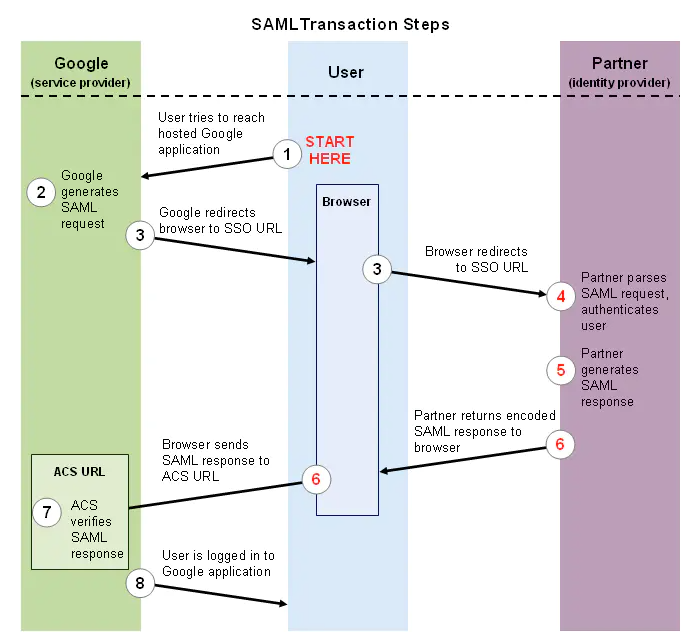 SAML Transaction Steps
Google
(service provider)
User
Partner
(identity provider)
User tries to reach
hosted Google
application
1
START
HERE
2
Google
generates
SAML
request
3
Google redirects
browser to SSO URL
Browser
3
Browser redirects
to SSO URL
4
Partner parses
SAML request,
authenticates
user
5
Partner
generates
SAML
response
6
Partner returns encoded
SAML response to
browser
6
Browser sends
SAML response to
ACS URL
ACS URL
7
ACS
verifies
SAML
response
8
User is logged in to
Google application